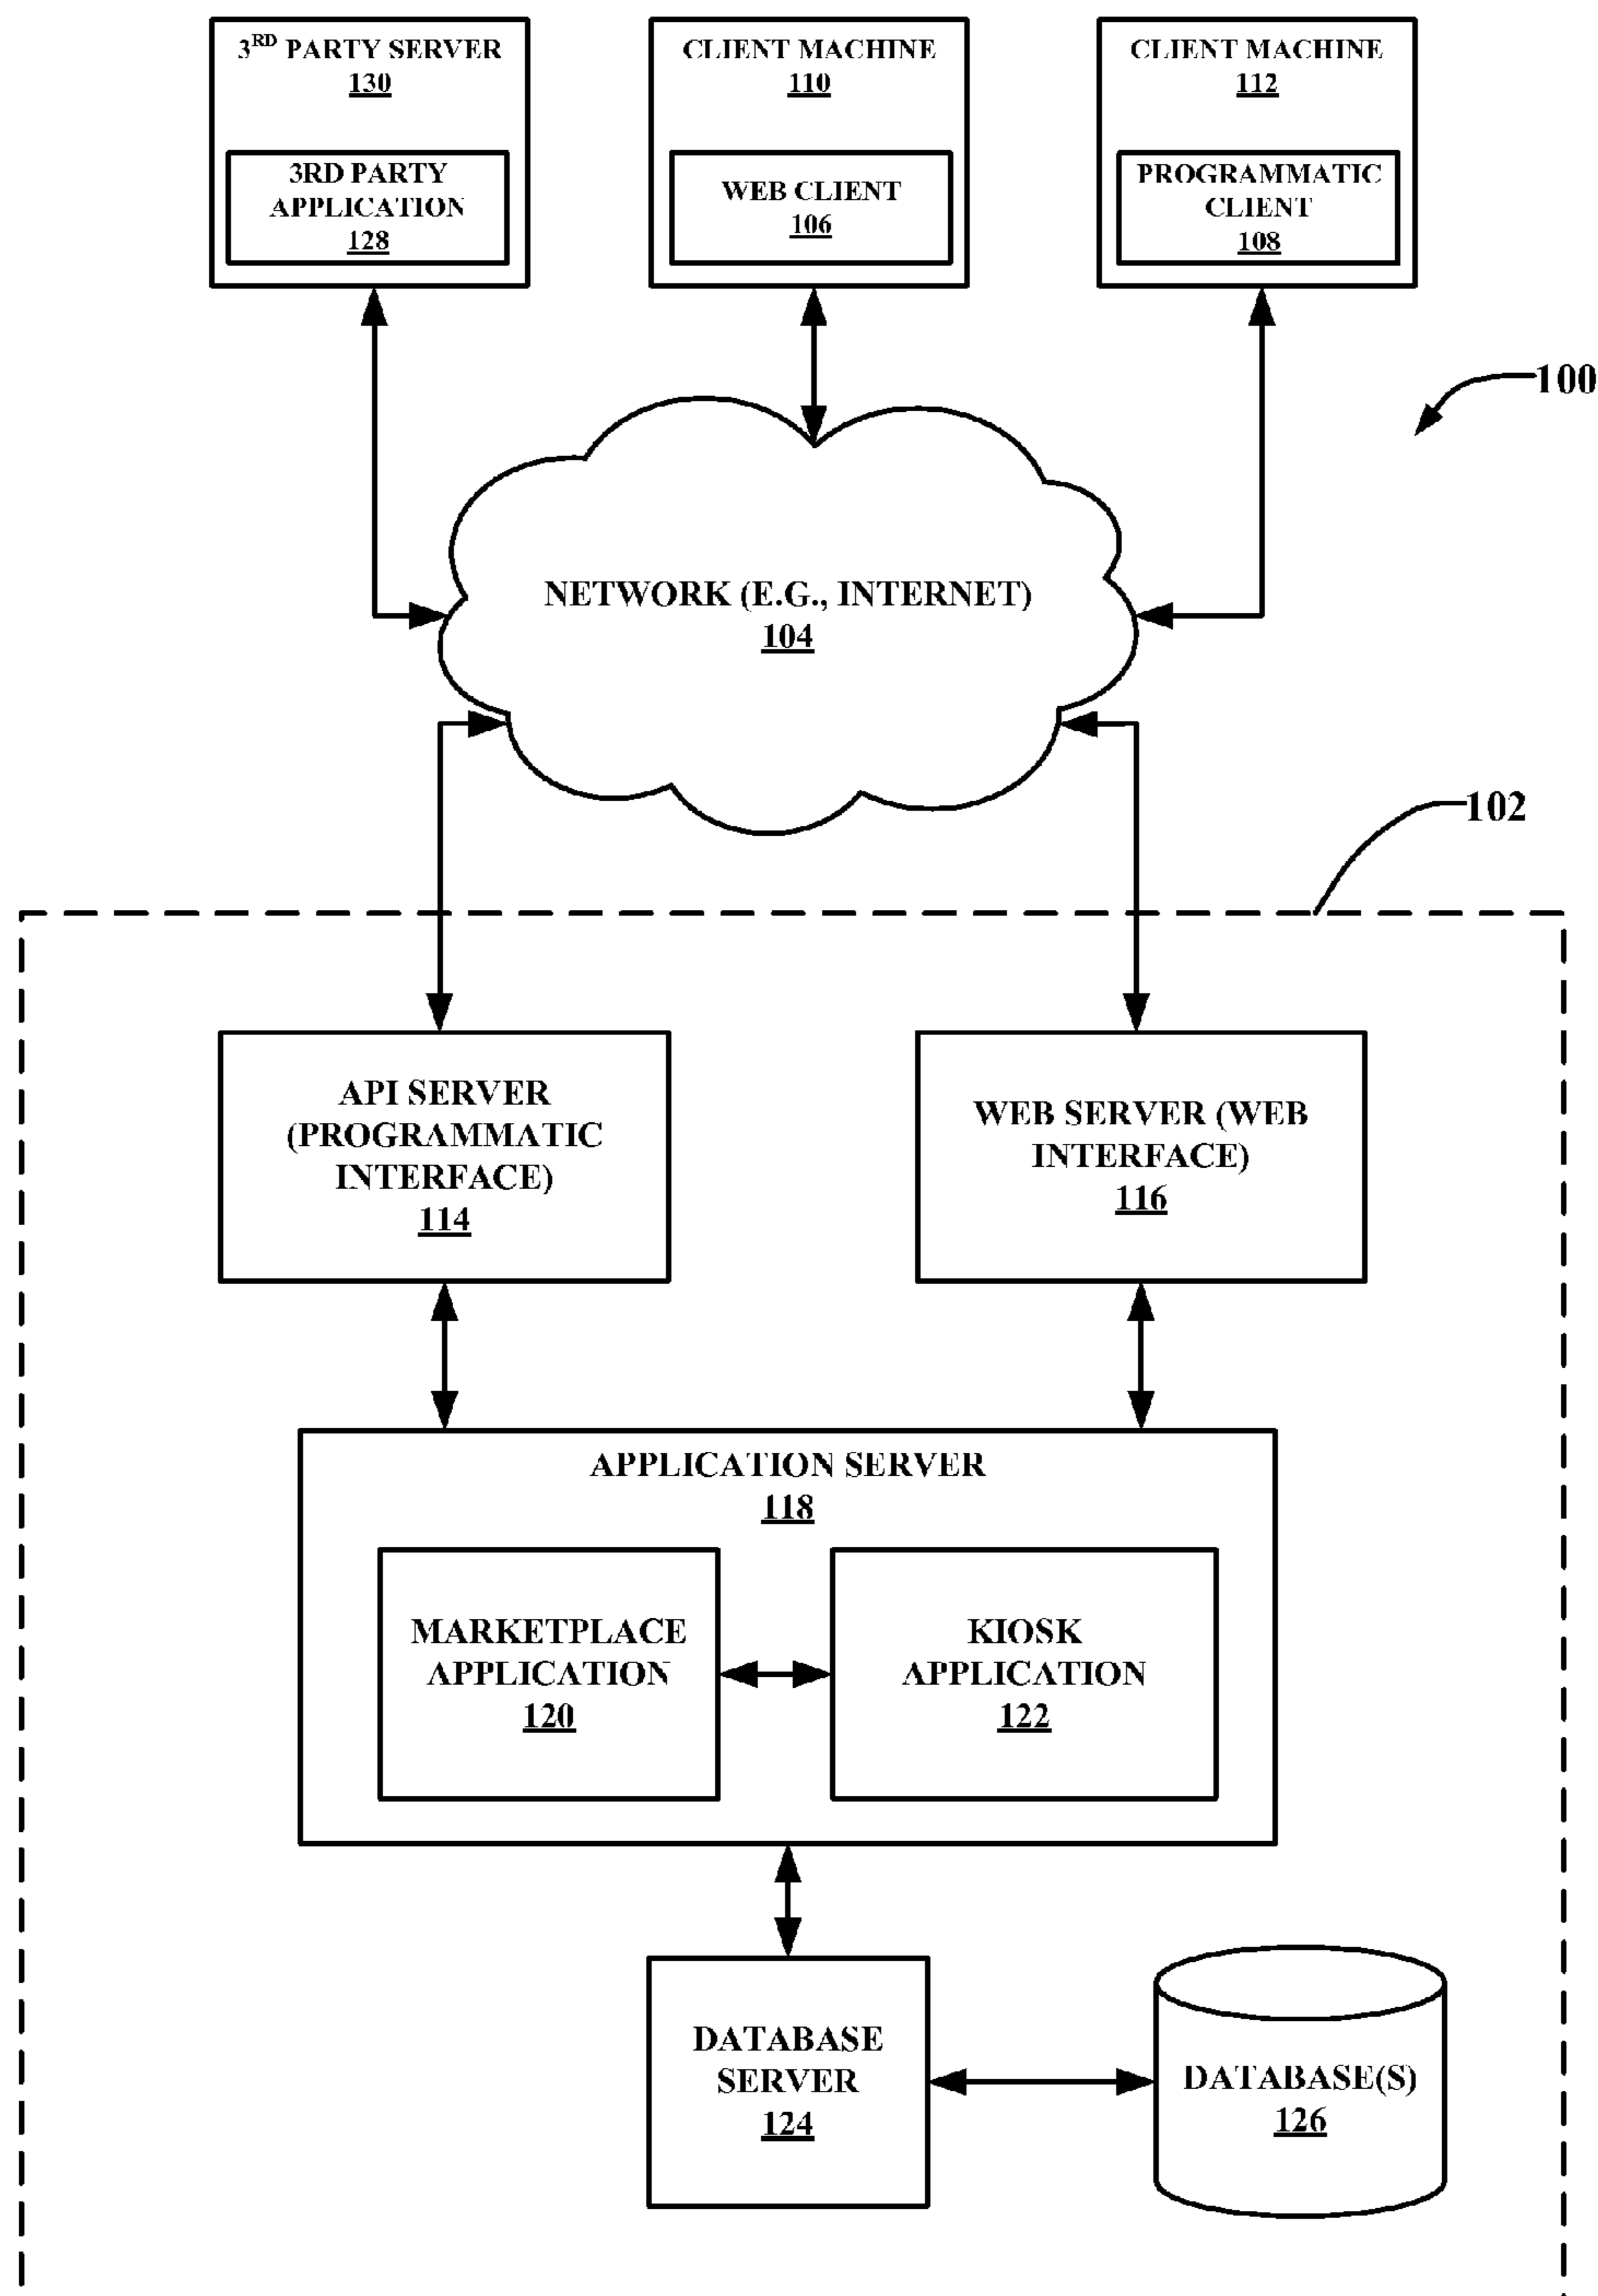 3RD PARTY SERVER
130
3RD PARTY
APPLICATION
128
CLIENT MACHINE
110
WEB CLIENT
106
CLIENT MACHINE
112
PROGRAMMATIC
CLIENT
108
100
NETWORK (E.G., INTERNET)
104
102
API SERVER
(PROGRAMMATIC
INTERFACE)
114
WEB SERVER (WEB
INTERFACE)
116
APPLICATION SERVER
118
MARKETPLACE
APPLICATION
120
KIOSK
APPLICATION
122
DATABASE
SERVER
124
DATABASE(S)
126